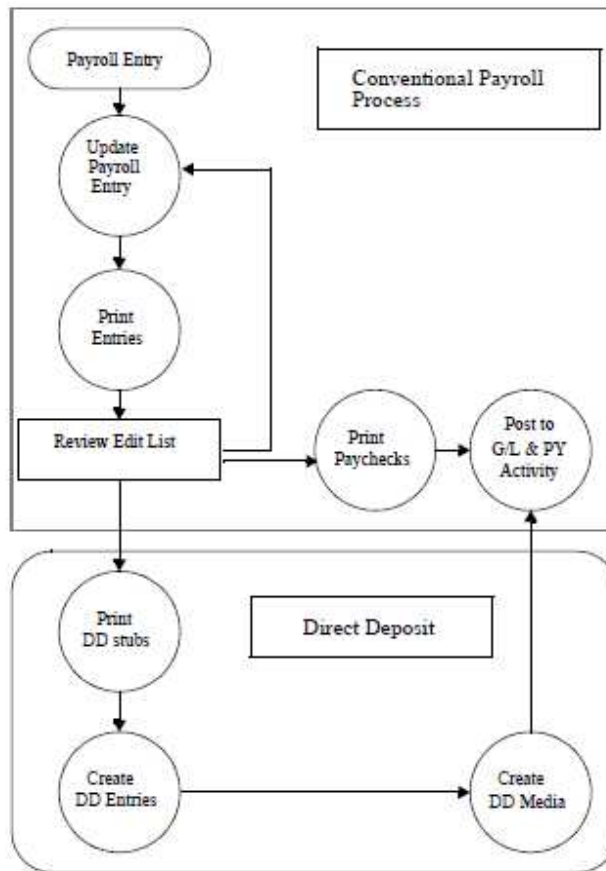 Payroll Entry
Conventional Payroll
Process
Update
Payroll
Entry
Print
Entries
Review Edit List
Print
Paychecks
Post to
G/L & PY
Activity
Print
DD stubs
Direct Deposit
Create
DD Entries
Create
DD Media